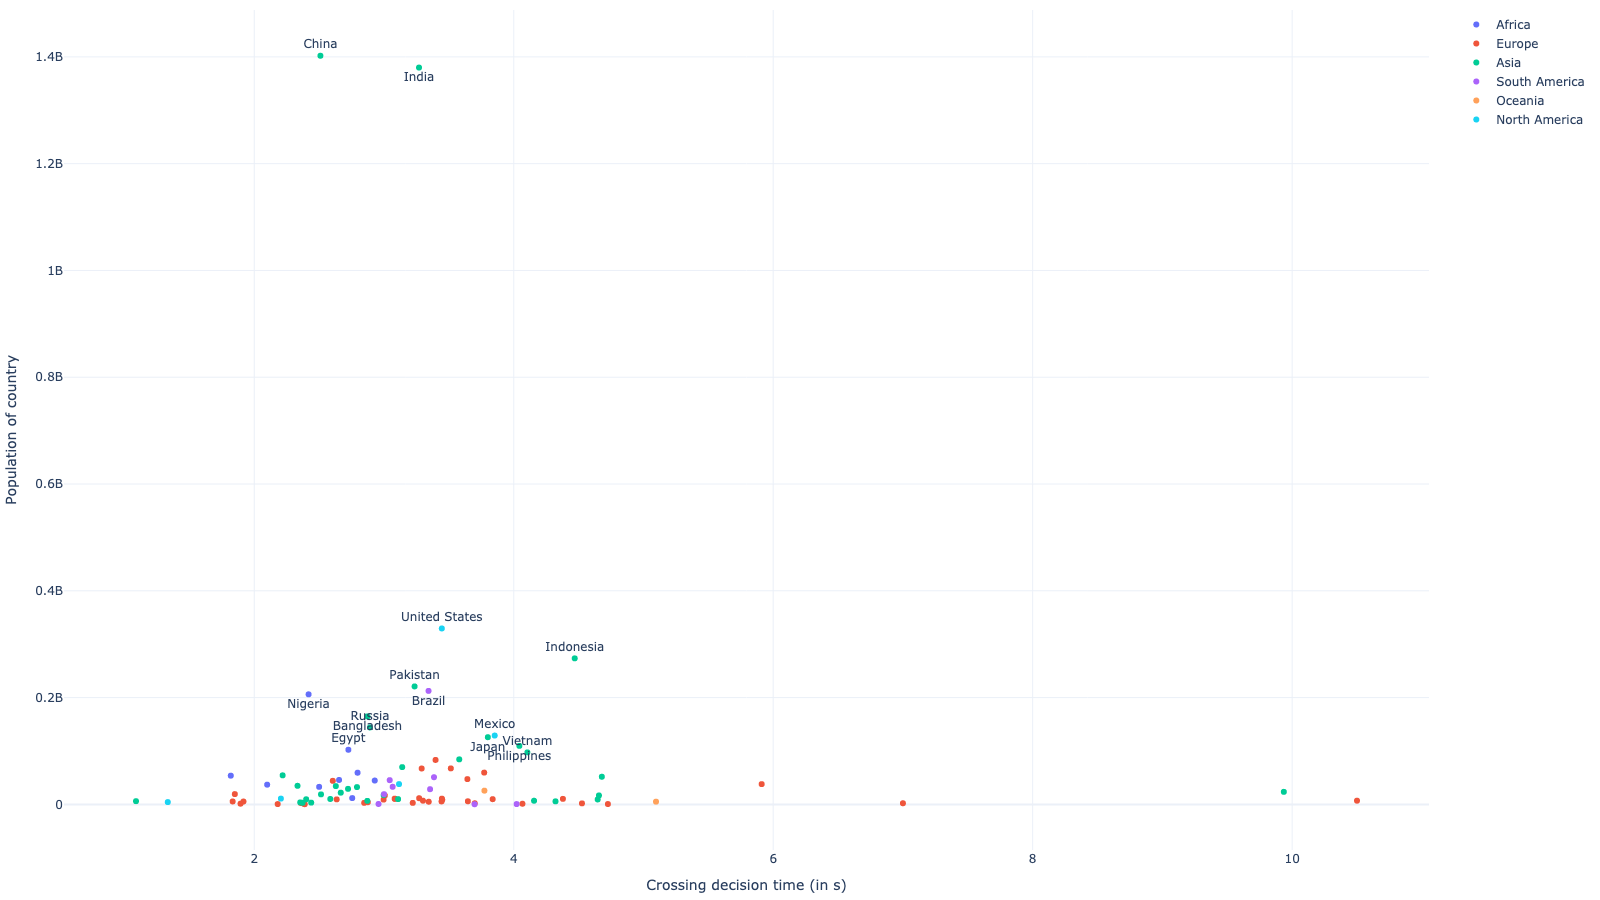 China
India
1.4B
1.2B
1B
0.8B
0.6B
0.4B
0.2B
0
Population of country
United States
Indonesia
Pakistan
Brazil
Nigeria
Russia
Bangladesh
Egypt
Mexico
Japan
Vietnam
Philippines
2
4
6
8
10
Crossing decision time (in s)
Africa
Europe
Asia
South America
Oceania
North America